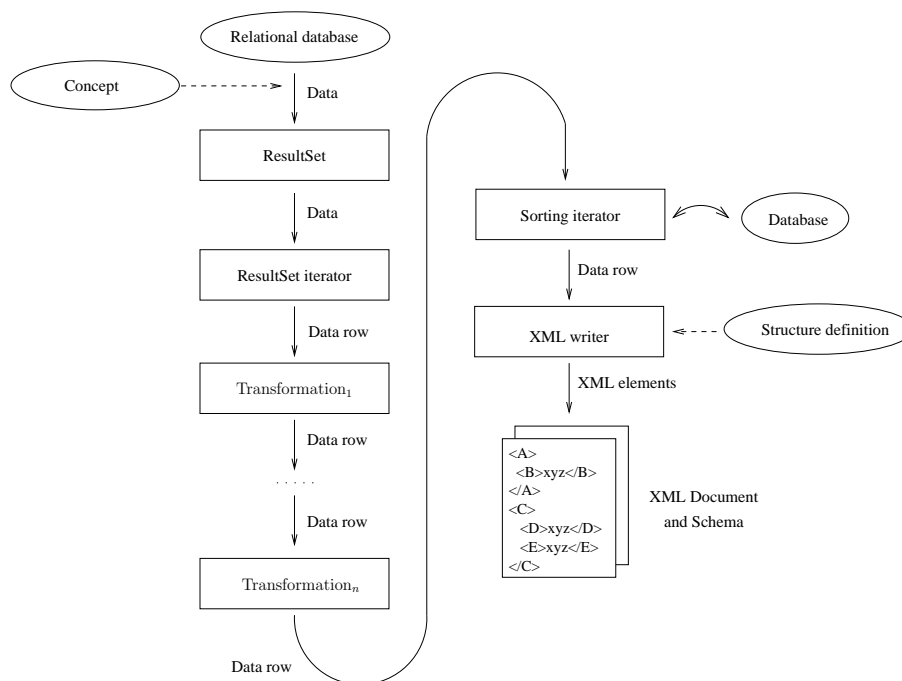 Relational database
Concept
Data
ResultSet
Data
ResultSet iterator
Data row
Transformation₁
Data row
. . . . .
Data row
Transformationₙ
Data row
Sorting iterator
Database
Data row
XML writer
Structure definition
XML elements
<A>
<B>xyz</B>
</A>
<C>
<D>xyz</D>
<E>xyz</E>
</C>
XML Document
and Schema